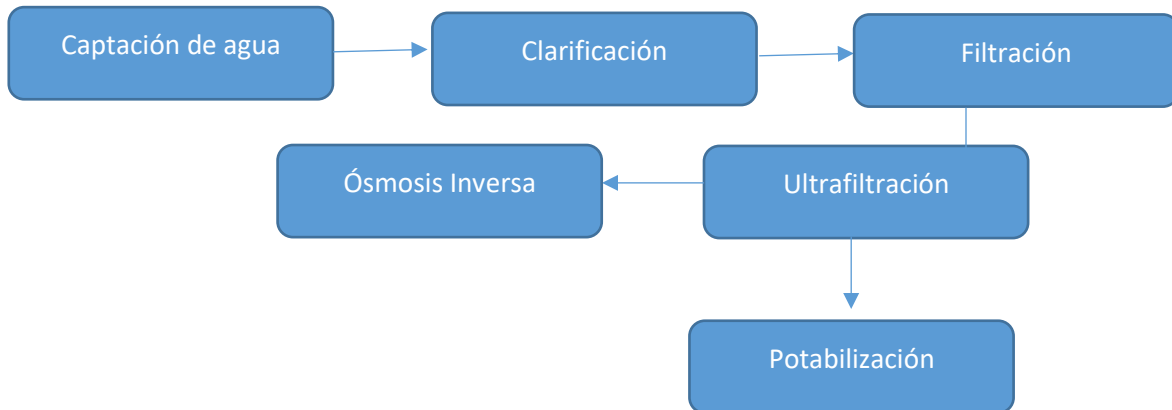 Captación de agua
Clarificación
Filtración
Ósmosis Inversa
Ultrafiltración
Potabilización